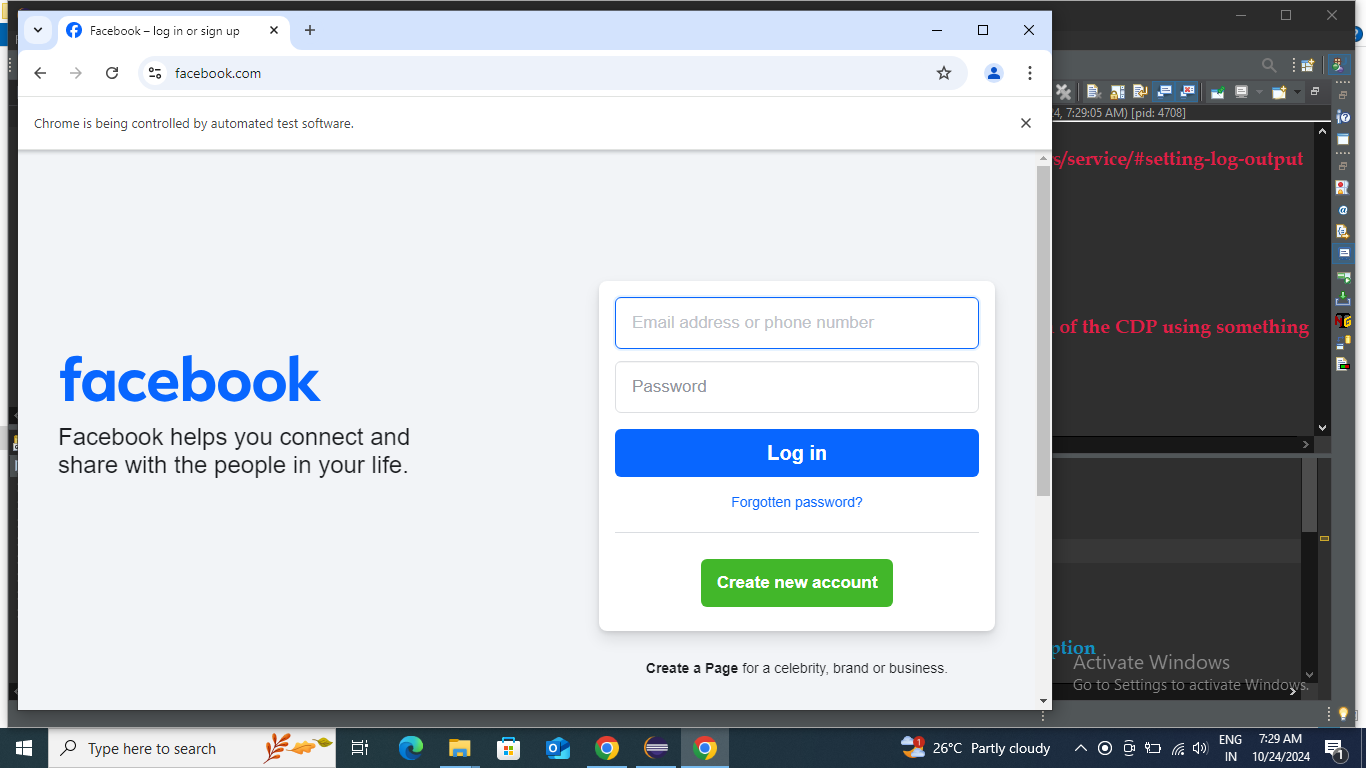 Facebook – log in or sign up
facebook.com
Chrome is being controlled by automated test software.
4, 7:29:05 AM) [pid: 4708]
s/service/#setting-log-output
of the CDP using something
facebook
Facebook helps you connect and
share with the people in your life.
Email address or phone number
Password
Log in
Forgotten password?
Create new account
Create a Page for a celebrity, brand or business.
ption
Activate Windows
Go to Settings to activate Windows.
Type here to search
1
26°C Partly cloudy
ENG
IN
7:29 AM
10/24/2024
1